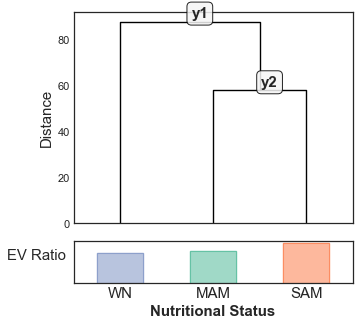 y1
80
y2
60
Distance
40
20
0
EV Ratio
WN MAM SAM
Nutritional Status